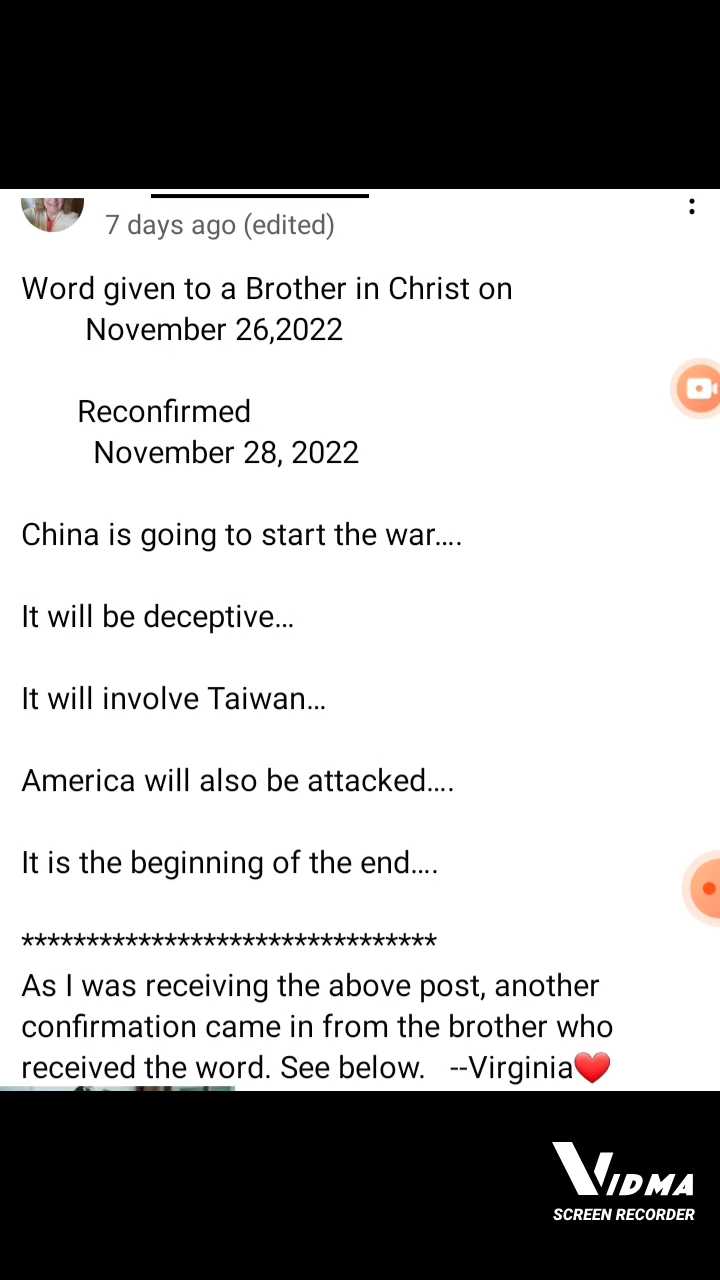 7 days ago (edited)
Word given to a Brother in Christ on
November 26,2022
Reconfirmed
November 28, 2022
China is going to start the war....
It will be deceptive...
It will involve Taiwan...
America will also be attacked....
It is the beginning of the end....
********************************
As I was receiving the above post, another
confirmation came in from the brother who
received the word. See below. --Virginia❤️
VIDMA
SCREEN RECORDER